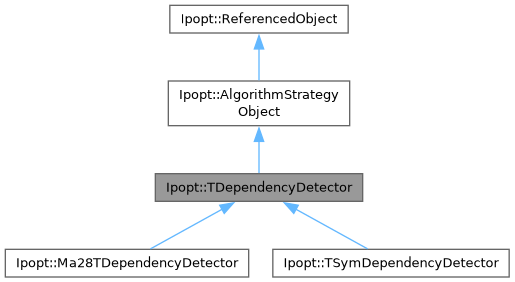 Ipopt::ReferencedObject
Ipopt::AlgorithmStrategy
Object
Ipopt::TDependencyDetector
Ipopt::Ma28TDependencyDetector
Ipopt::TSymDependencyDetector